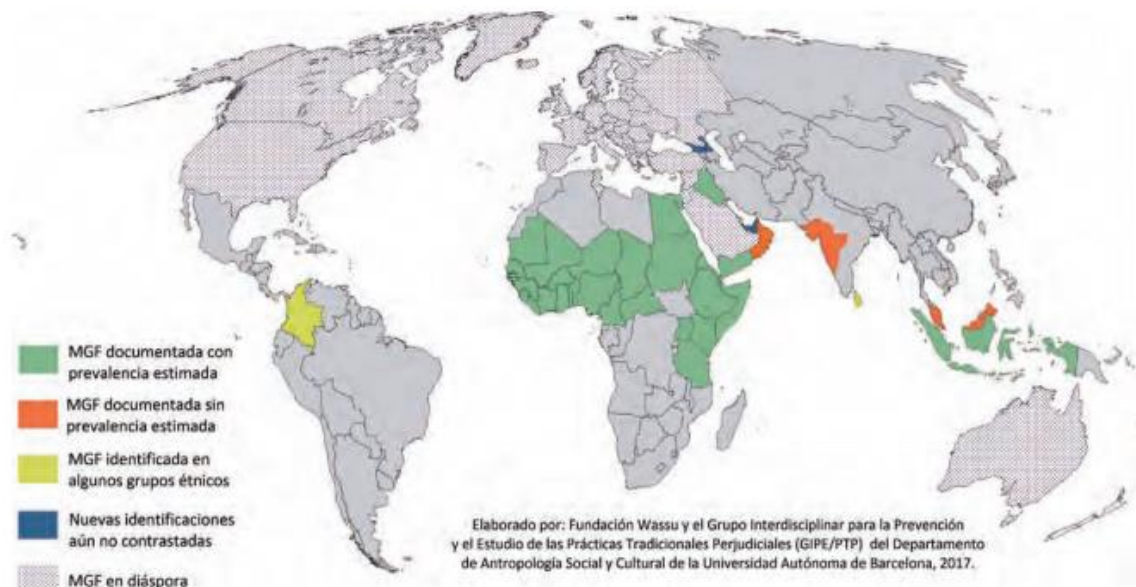 MGF documentada con
prevalencia estimada
MGF documentada sin
prevalencia estimada
MGF identificada en
algunos grupos étnicos
Nuevas identificaciones
aún no contrastadas
MGF en diáspora
Elaborado por: Fundación Wassu y el Grupo Interdisciplinar para la Prevención
y el Estudio de las Prácticas Tradicionales Perjudiciales (GIPE/PTP) del Departamento
de Antropología Social y Cultural de la Universidad Autónoma de Barcelona, 2017.